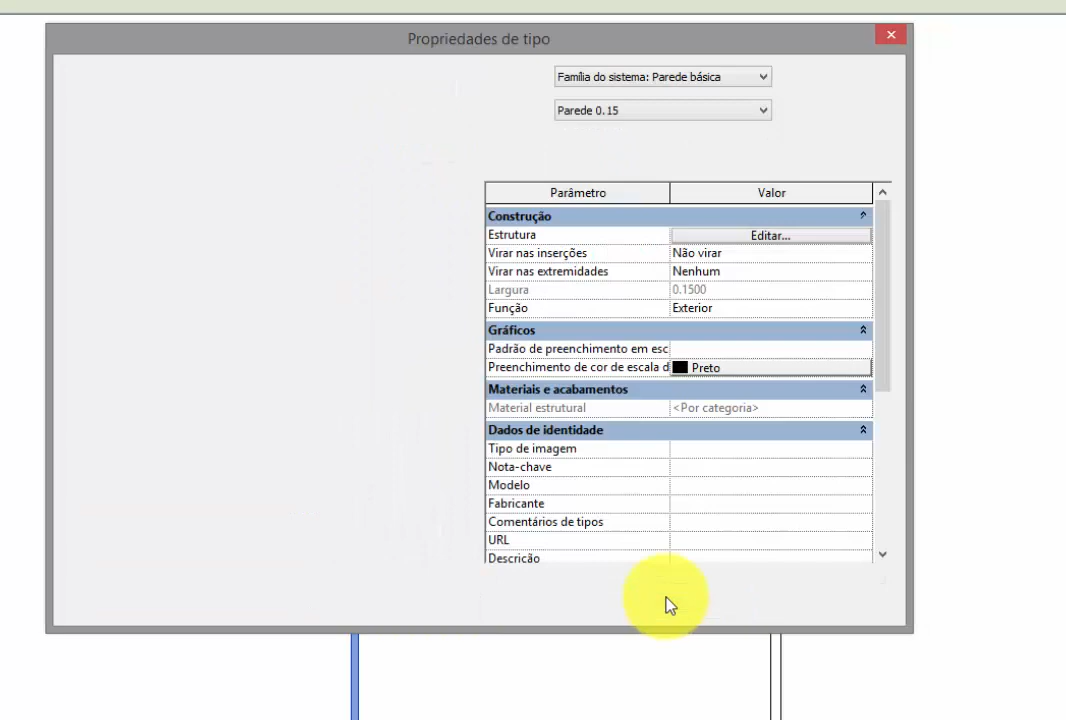 Propriedades de tipo
Família do sistema: Parede básica
Parede 0.15
Parâmetro Valor
Construção
Estrutura Editar...
Virar nas inserções Não virar
Virar nas extremidades Nenhum
Largura 0.1500
Função Exterior
Gráficos
Padrão de preenchimento em esc
Preenchimento de cor de escala d Preto
Materiais e acabamentos
Material estrutural <Por categoria>
Dados de identidade
Tipo de imagem
Nota-chave
Modelo
Fabricante
Comentários de tipos
URL
Descrição